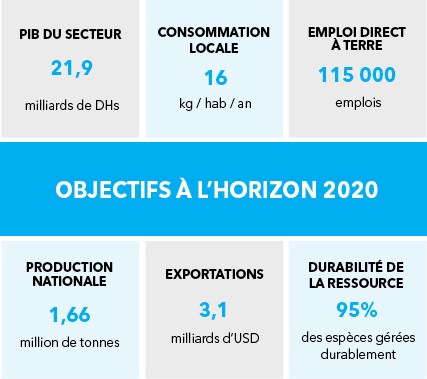 PIB DU SECTEUR
21,9
milliards de DHs
CONSOMMATION
LOCALE
16
kg / hab / an
EMPLOI DIRECT
À TERRE
115 000
emplois
OBJECTIFS À L’HORIZON 2020
PRODUCTION
NATIONALE
1,66
million de tonnes
EXPORTATIONS
3,1
milliards d’USD
DURABILITÉ DE
LA RESSOURCE
95%
des espèces gérées
durablement